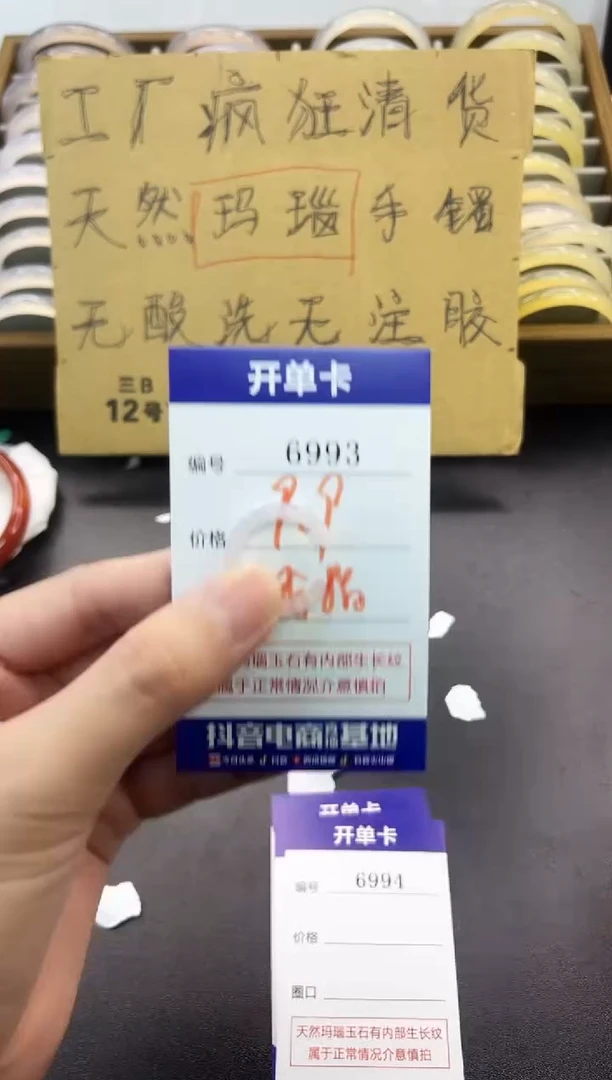 工厂疯狂清货
天然玛瑙手镯
无酸洗无注胶
三日
12号
开单卡
编号 6993
价格 99
玛瑙玉石有内部生长纹
属于正常情况介意慎拍
抖音电商 基地
开单卡
开单卡
编号 6994
价格
圈口
天然玛瑙玉石有内部生长纹
属于正常情况介意慎拍